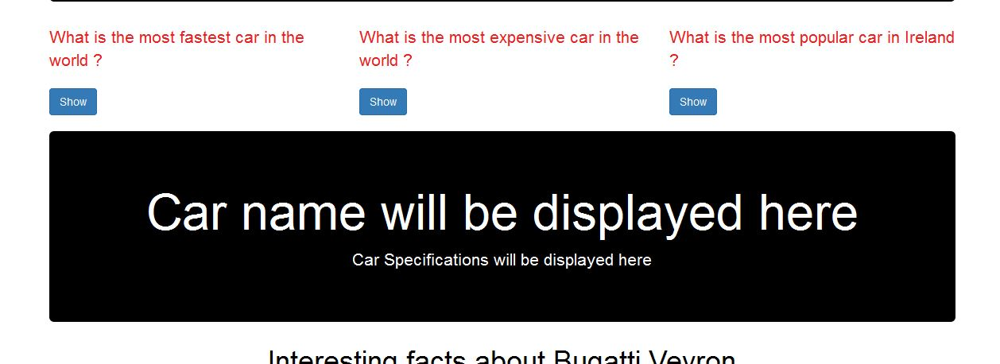 What is the most fastest car in the
world ?
Show
What is the most expensive car in the
world ?
Show
What is the most popular car in Ireland
?
Show
Car name will be displayed here
Car Specifications will be displayed here
Interesting facts about Bugatti Veyron